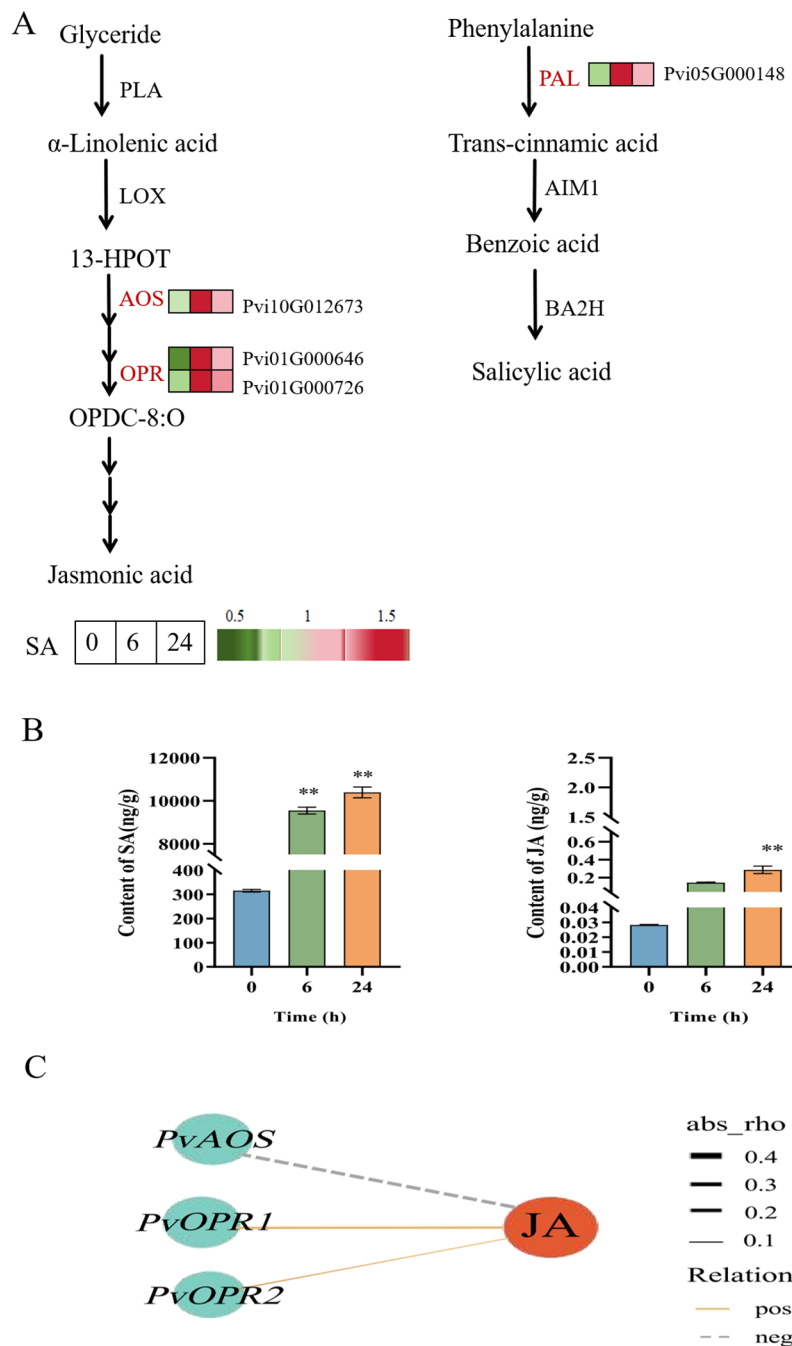 A
Glyceride
PLA
α-Linolenic acid
LOX
13-HPOT
AOS
Pvi10G012673
OPR
Pvi01G000646
Pvi01G000726
OPDC-8:O
Jasmonic acid
Phenylalanine
PAL
Pvi05G000148
Trans-cinnamic acid
AIM1
Benzoic acid
BA2H
Salicylic acid
SA
0 6 24
0.5 1 1.5
B
Content of SA(ng/g)
12000
10000
8000
400
300
200
100
0
** **
0 6 24
Time (h)
Content of JA (ng/g)
2.5
2.0
1.5
0.6
0.4
0.2
0.04
0.03
0.02
0.01
0.00
**
0 6 24
Time (h)
C
PvAOS
PvOPR1
PvOPR2
JA
abs_rho
0.4
0.3
0.2
0.1
Relation
pos
neg